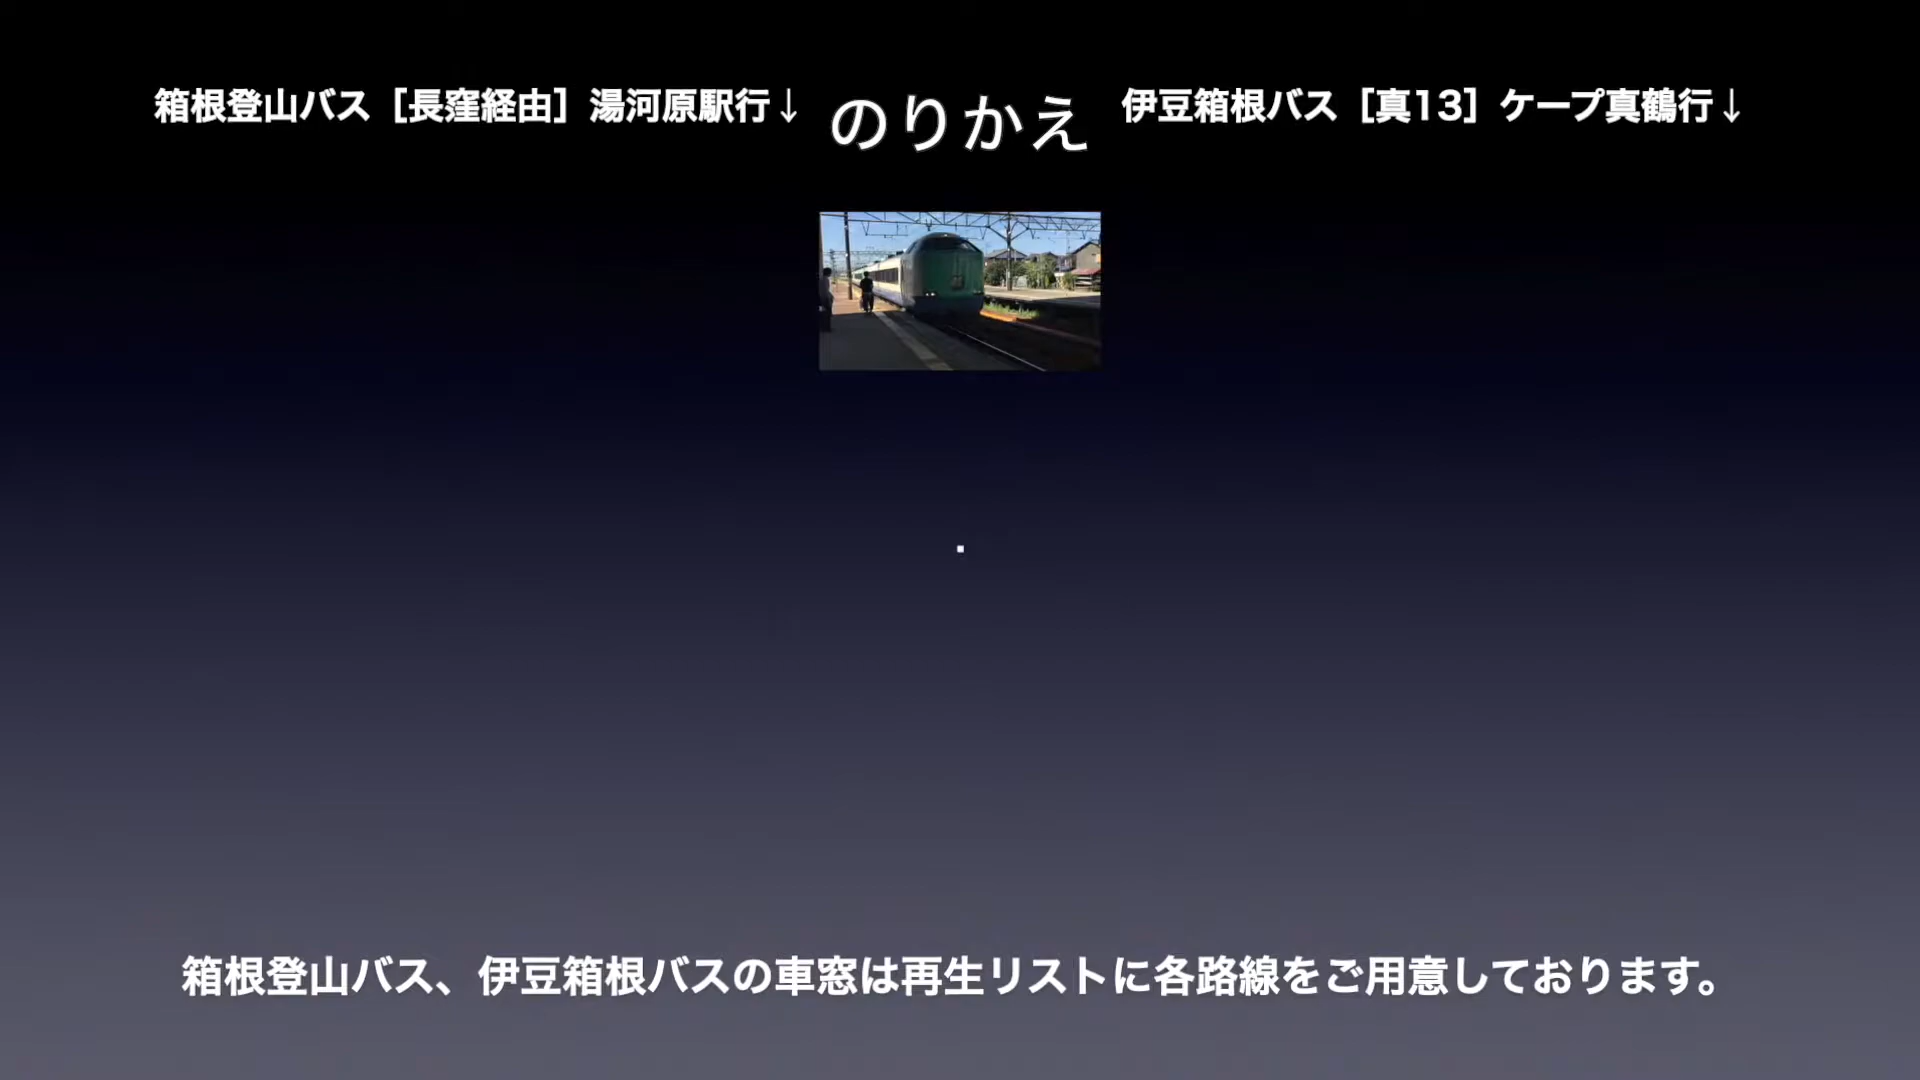 箱根登山バス［長窪経由］湯河原駅行↓
のりかえ
伊豆箱根バス［真13］ケープ真鶴行↓
箱根登山バス、伊豆箱根バスの車窓は再生リストに各路線をご用意しております。